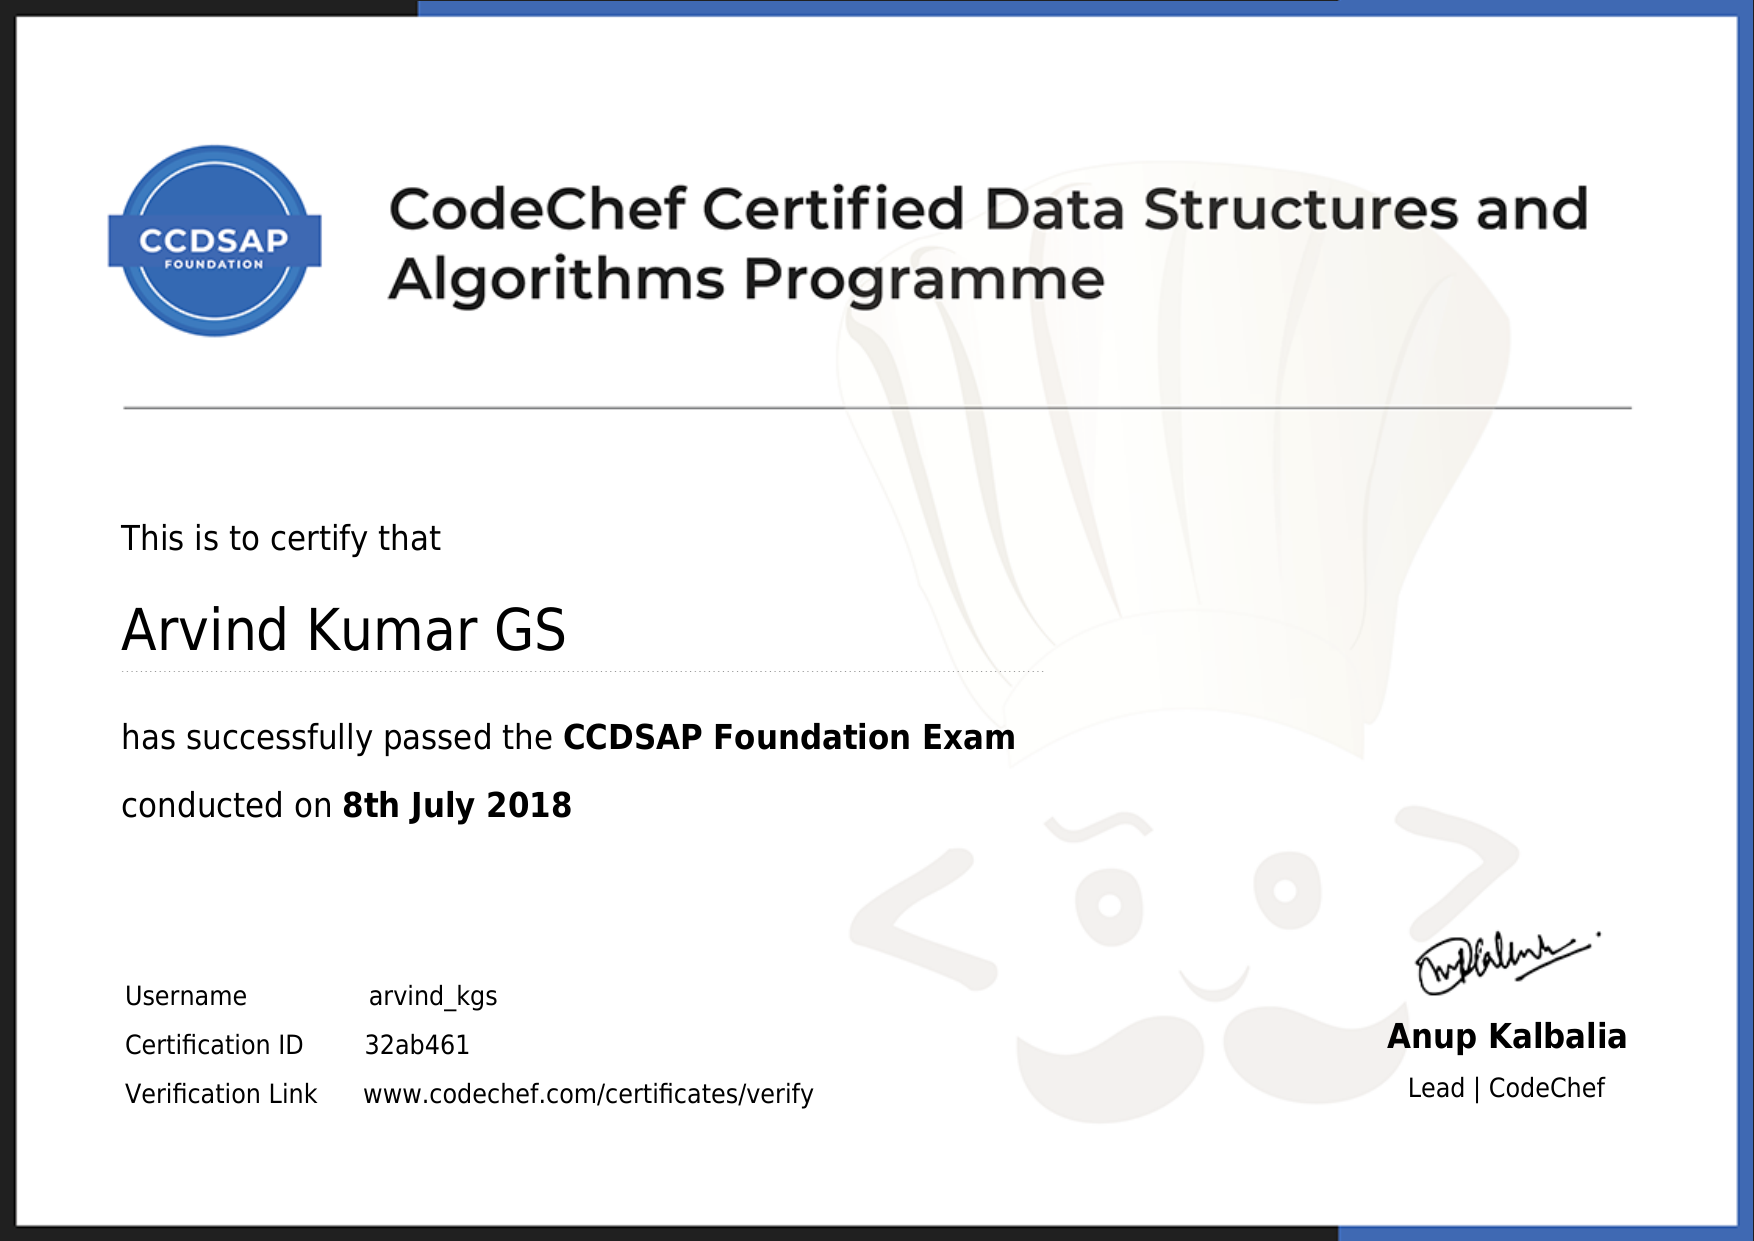 CCDSAP
FOUNDATION
CodeChef Certified Data Structures and
Algorithms Programme
This is to certify that
Arvind Kumar GS
has successfully passed the CCDSAP Foundation Exam
conducted on 8th July 2018
Username arvind_kgs
Certification ID 32ab461
Verification Link www.codechef.com/certificates/verify
Anup Kalbalia
Lead | CodeChef